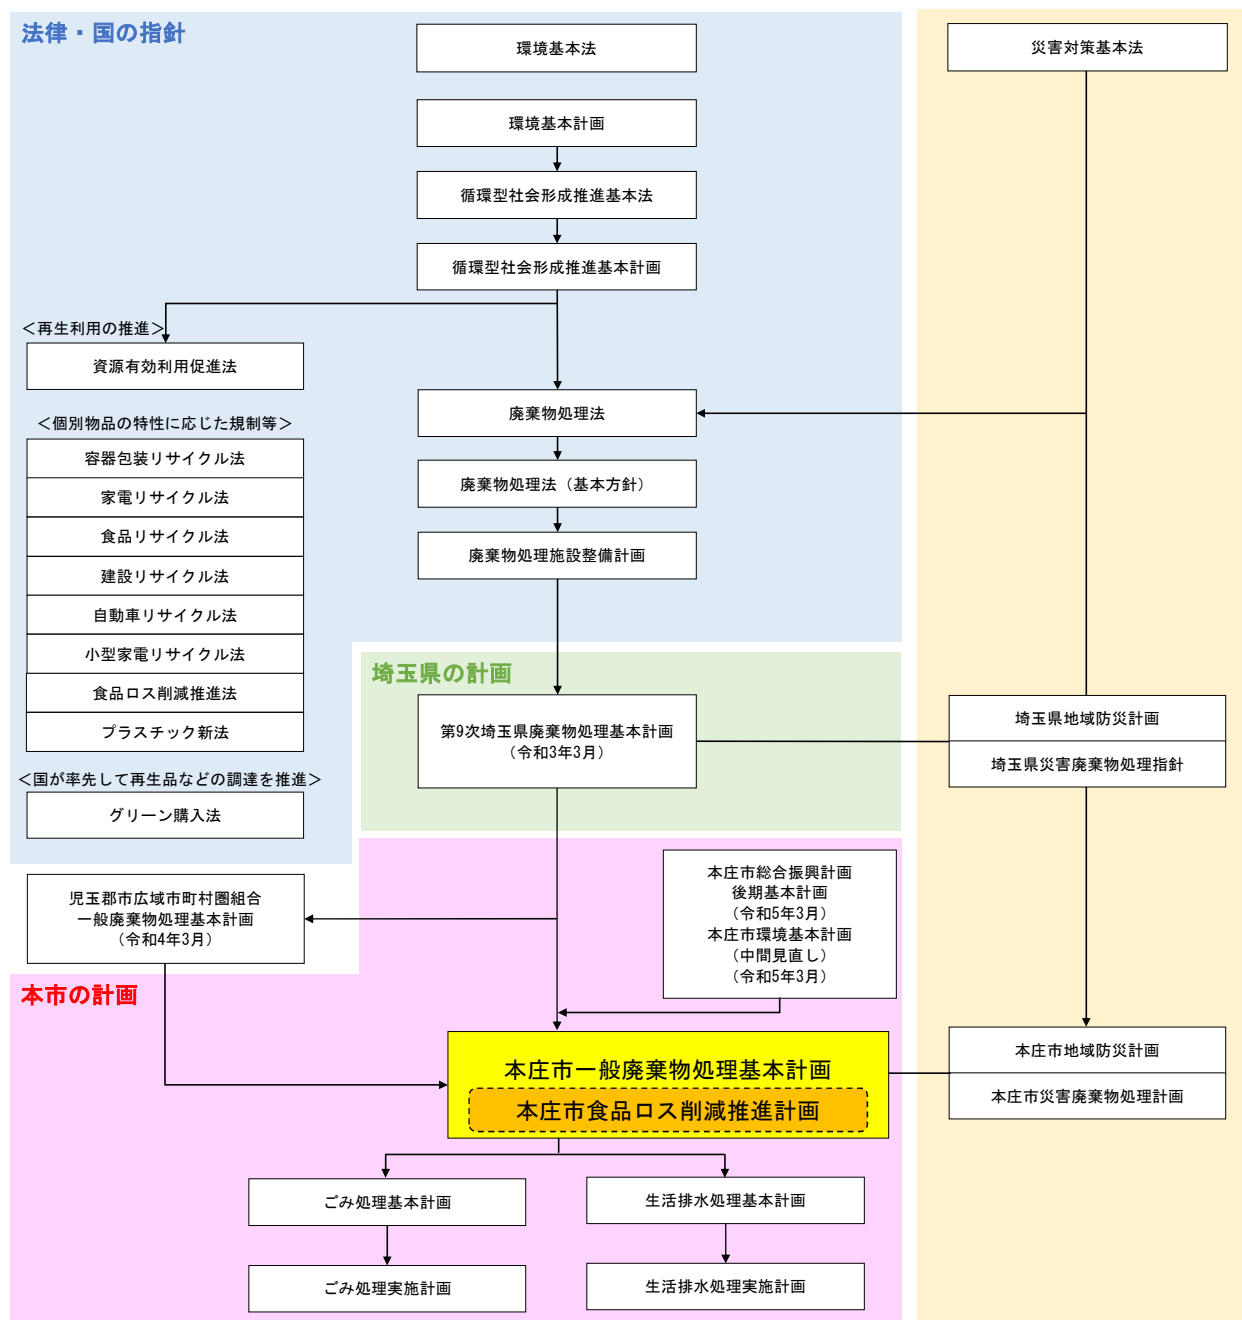 法律・国の指針
環境基本法
災害対策基本法
環境基本計画
循環型社会形成推進基本法
循環型社会形成推進基本計画
＜再生利用の推進＞
資源有効利用促進法
廃棄物処理法
＜個別物品の特性に応じた規制等＞
容器包装リサイクル法
家電リサイクル法
食品リサイクル法
建設リサイクル法
自動車リサイクル法
小型家電リサイクル法
食品ロス削減推進法
プラスチック新法
廃棄物処理法（基本方針）
廃棄物処理施設整備計画
＜国が率先して再生品などの調達を推進＞
グリーン購入法
埼玉県の計画
第9次埼玉県廃棄物処理基本計画
（令和3年3月）
埼玉県地域防災計画
埼玉県災害廃棄物処理指針
児玉郡市広域市町村圏組合
一般廃棄物処理基本計画
（令和4年3月）
本庄市総合振興計画
後期基本計画
（令和5年3月）
本庄市環境基本計画
（中間見直し）
（令和5年3月）
本市の計画
本庄市一般廃棄物処理基本計画
本庄市食品ロス削減推進計画
本庄市地域防災計画
本庄市災害廃棄物処理計画
ごみ処理基本計画
生活排水処理基本計画
ごみ処理実施計画
生活排水処理実施計画